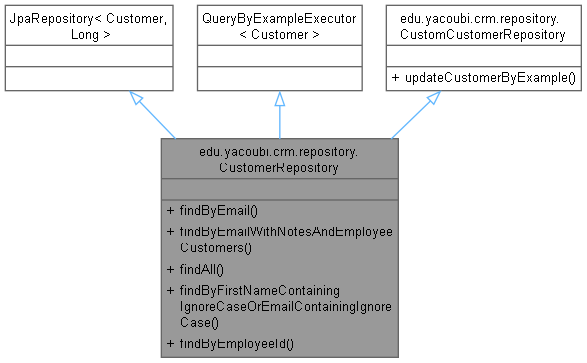 JpaRepository< Customer,
Long >
QueryByExampleExecutor
< Customer >
edu.yacoubi.crm.repository.
CustomCustomerRepository
+ updateCustomerByExample()
edu.yacoubi.crm.repository.
CustomerRepository
+ findByEmail()
+ findByEmailWithNotesAndEmployee
Customers()
+ findAll()
+ findByFirstNameContaining
IgnoreCaseOrEmailContainingIgnore
Case()
+ findByEmployeeId()